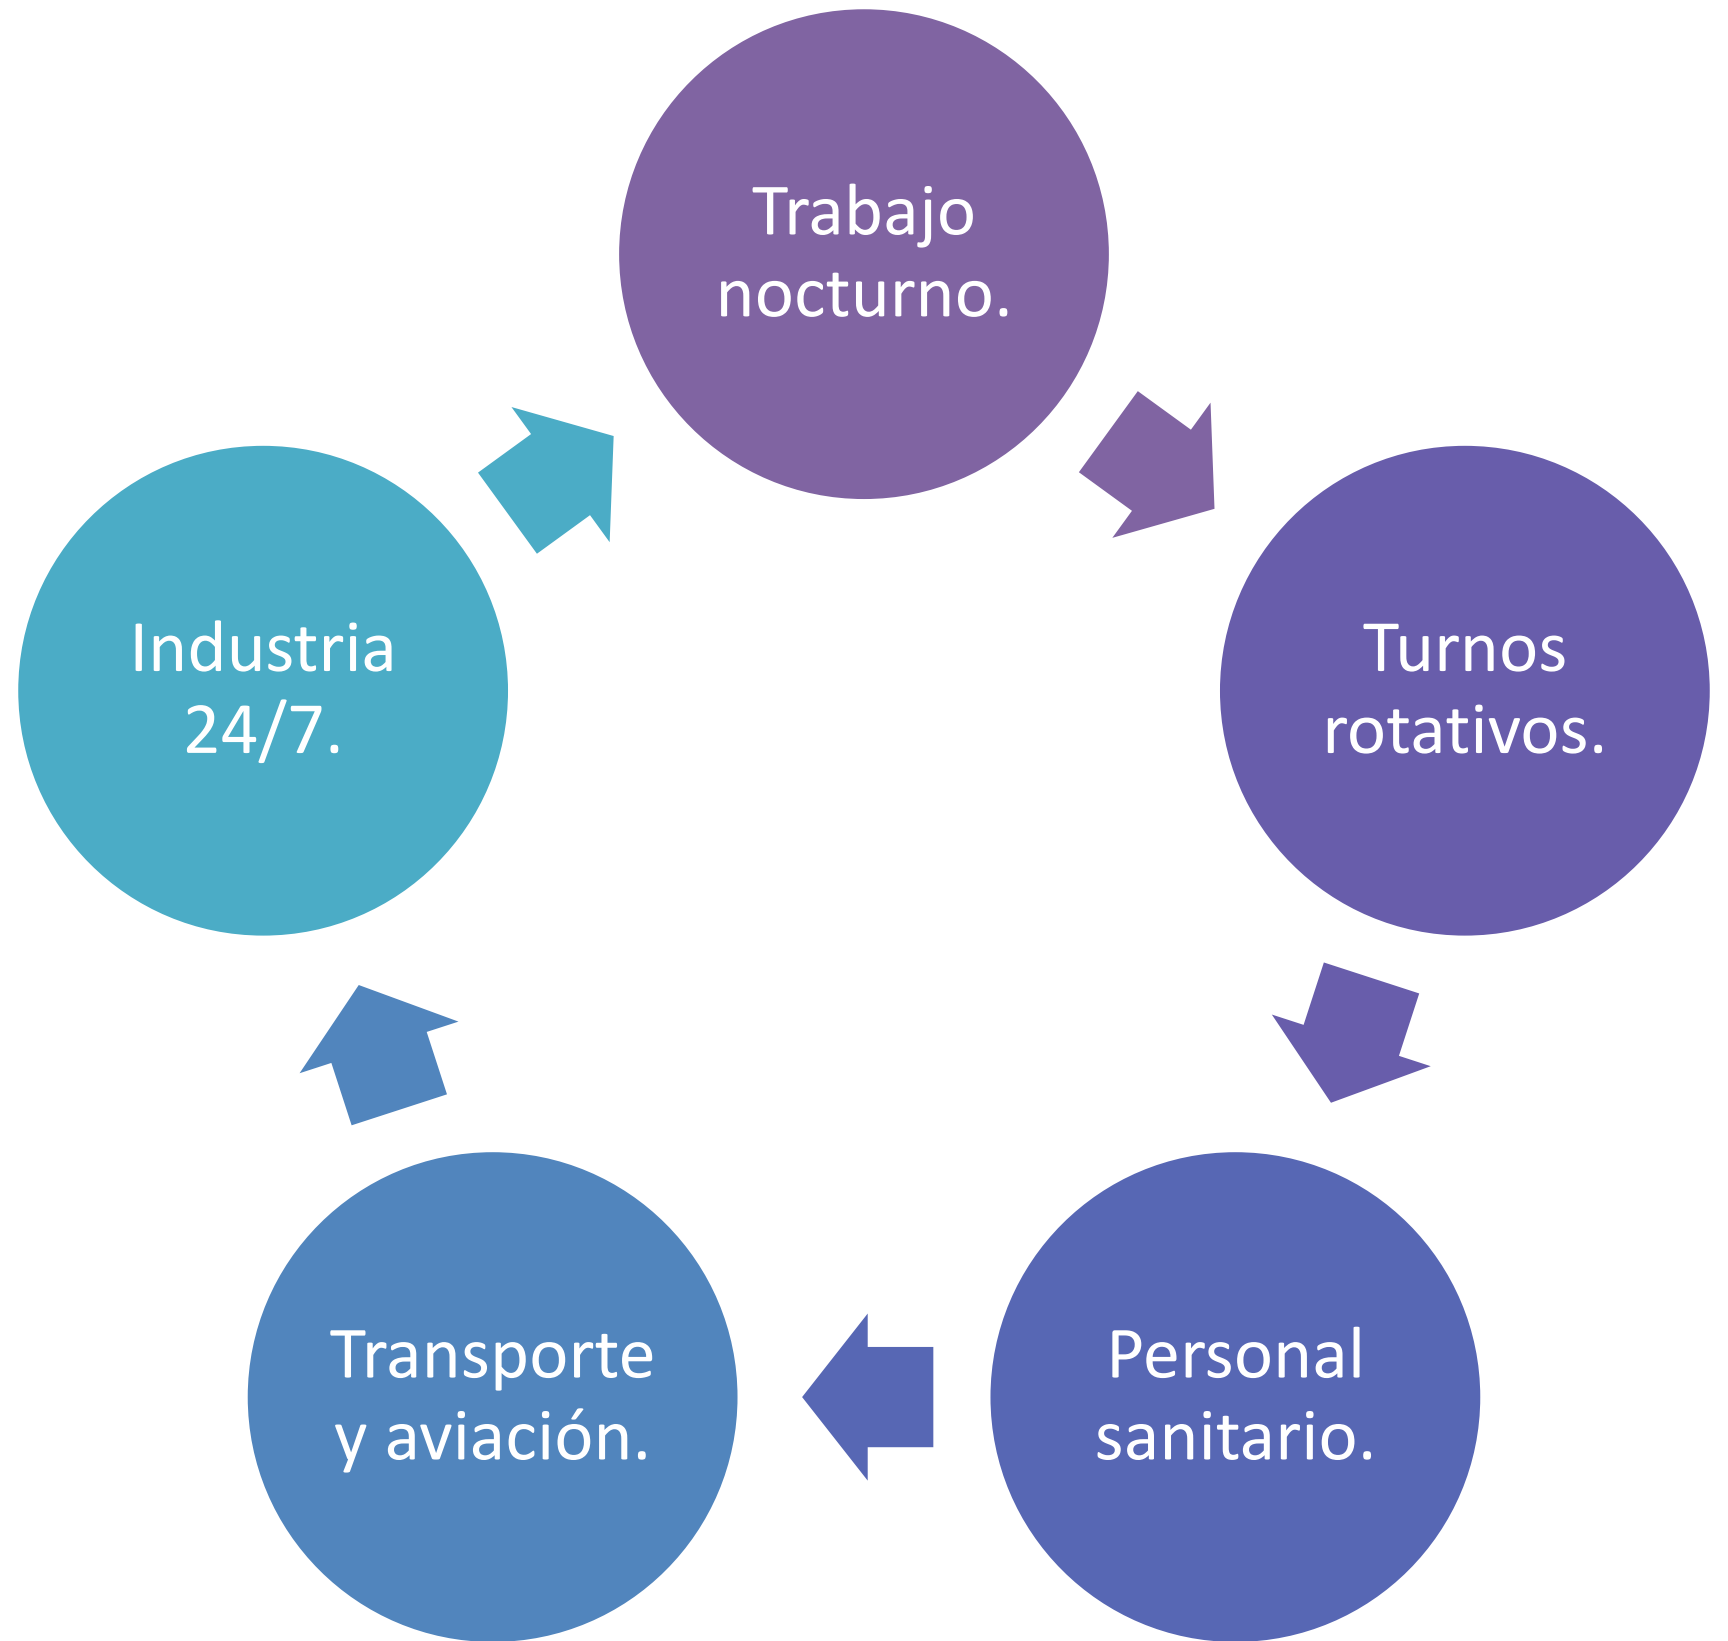 Trabajo
nocturno.
Turnos
rotativos.
Personal
sanitario.
Transporte
y aviación.
Industria
24/7.